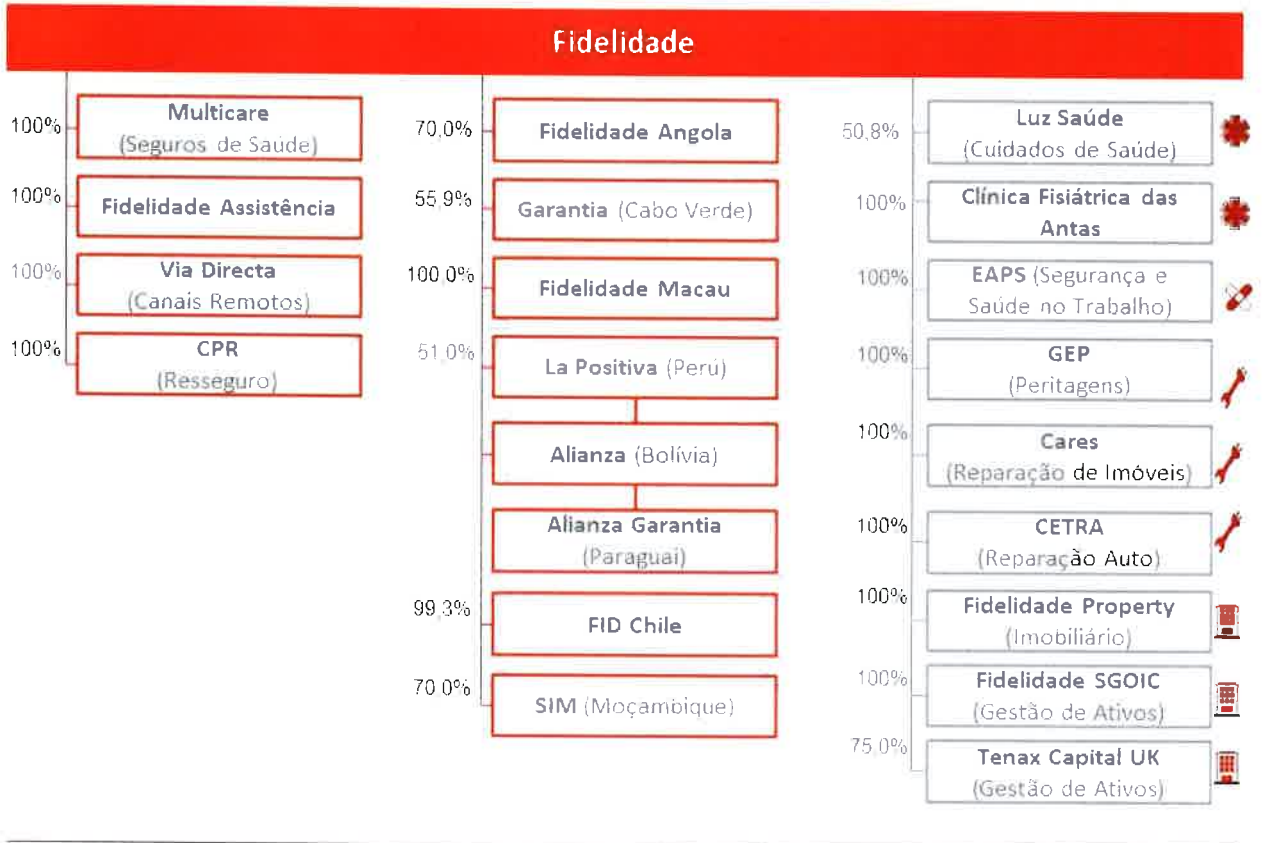 Fidelidade
100%
Multicare
(Seguros de Saúde)
100%
Fidelidade Assistência
100%
Via Directa
(Canais Remotos)
100%
CPR
(Resseguro)
70,0%
Fidelidade Angola
55,9%
Garantia (Cabo Verde)
100,0%
Fidelidade Macau
51,0%
La Positiva (Perú)
Alianza (Bolívia)
Alianza Garantia
(Paraguai)
99,3%
FID Chile
70,0%
SIM (Moçambique)
50,8%
Luz Saúde
(Cuidados de Saúde)
100%
Clínica Fisiátrica das
Antas
100%
EAPS (Segurança e
Saúde no Trabalho)
100%
GEP
(Peritagens)
100%
Cares
(Reparação de Imóveis)
100%
CETRA
(Reparação Auto)
100%
Fidelidade Property
(Imobiliário)
100%
Fidelidade SGOIC
(Gestão de Ativos)
75,0%
Tenax Capital UK
(Gestão de Ativos)